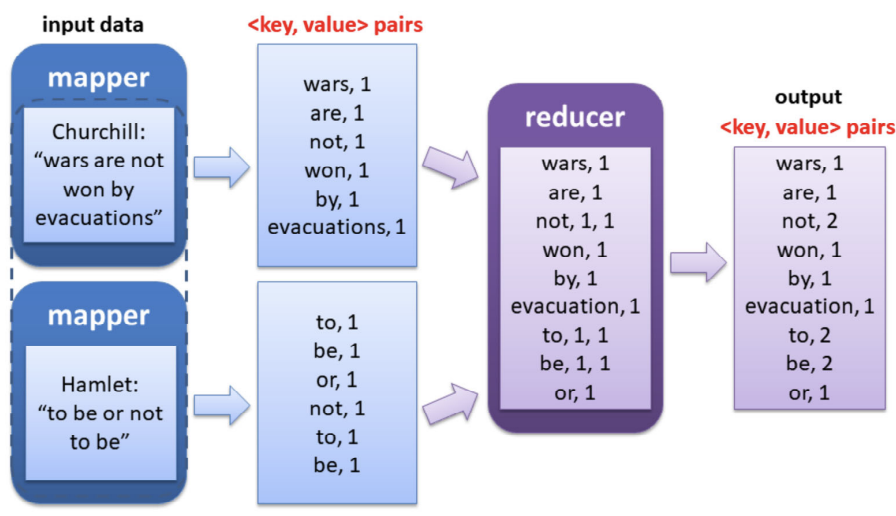 input data
mapper
Churchill:
“wars are not
won by
evacuations”
mapper
Hamlet:
“to be or not
to be”
<key, value> pairs
wars, 1
are, 1
not, 1
won, 1
by, 1
evacuations, 1
to, 1
be, 1
or, 1
not, 1
to, 1
be, 1
reducer
wars, 1
are, 1
not, 1, 1
won, 1
by, 1
evacuation, 1
to, 1, 1
be, 1, 1
or, 1
output
<key, value> pairs
wars, 1
are, 1
not, 2
won, 1
by, 1
evacuation, 1
to, 2
be, 2
or, 1